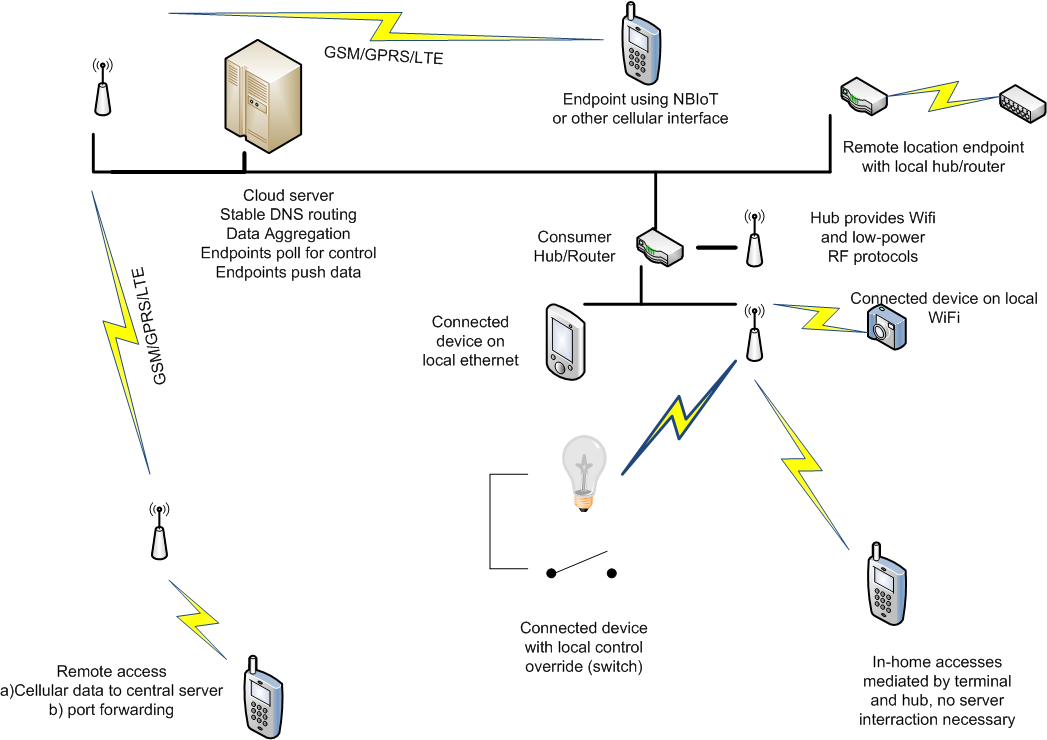 GSM/GPRS/LTE
Endpoint using NBIoT
or other cellular interface
Remote location endpoint
with local hub/router
Cloud server
Stable DNS routing
Data Aggregation
Endpoints poll for control
Endpoints push data
Consumer
Hub/Router
Hub provides Wifi
and low-power
RF protocols
GSM/GPRS/LTE
Connected
device on
local ethernet
Connected device on local
WiFi
Connected device
with local control
override (switch)
Remote access
a)Cellular data to central server
b) port forwarding
In-home accesses
mediated by terminal
and hub, no server
interraction necessary